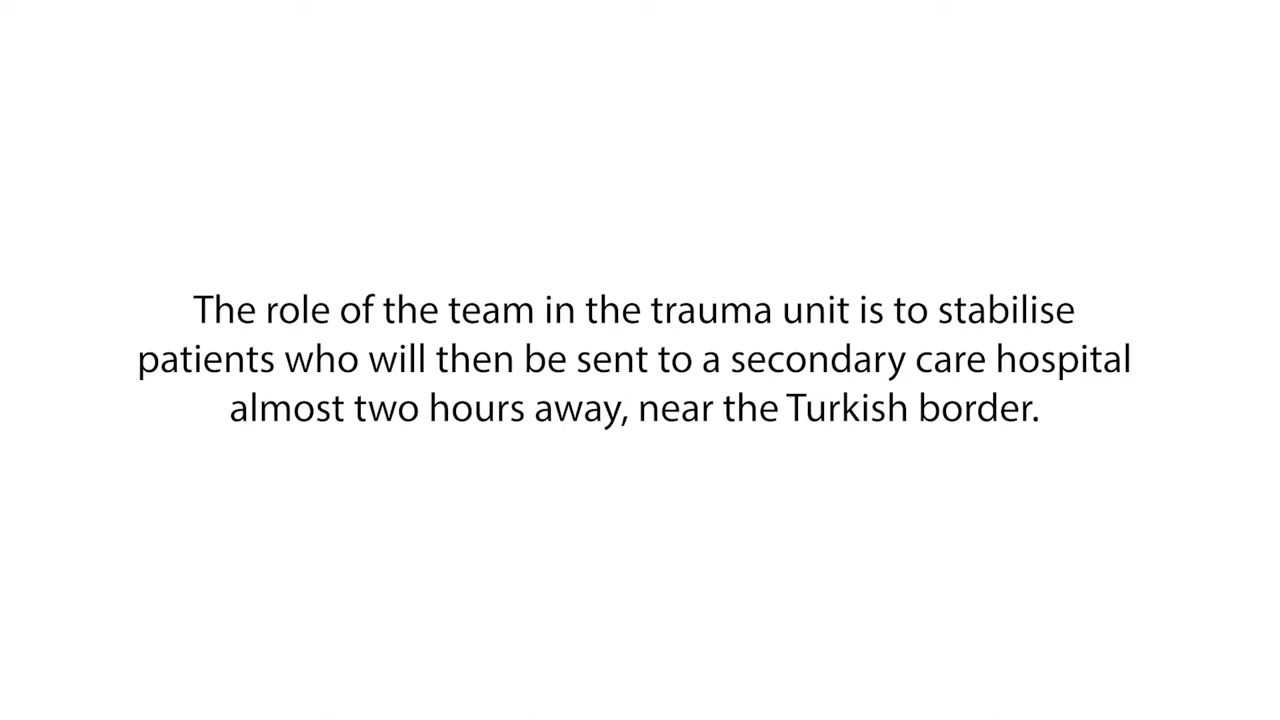 The role of the team in the trauma unit is to stabilise
patients who will then be sent to a secondary care hospital
almost two hours away, near the Turkish border.